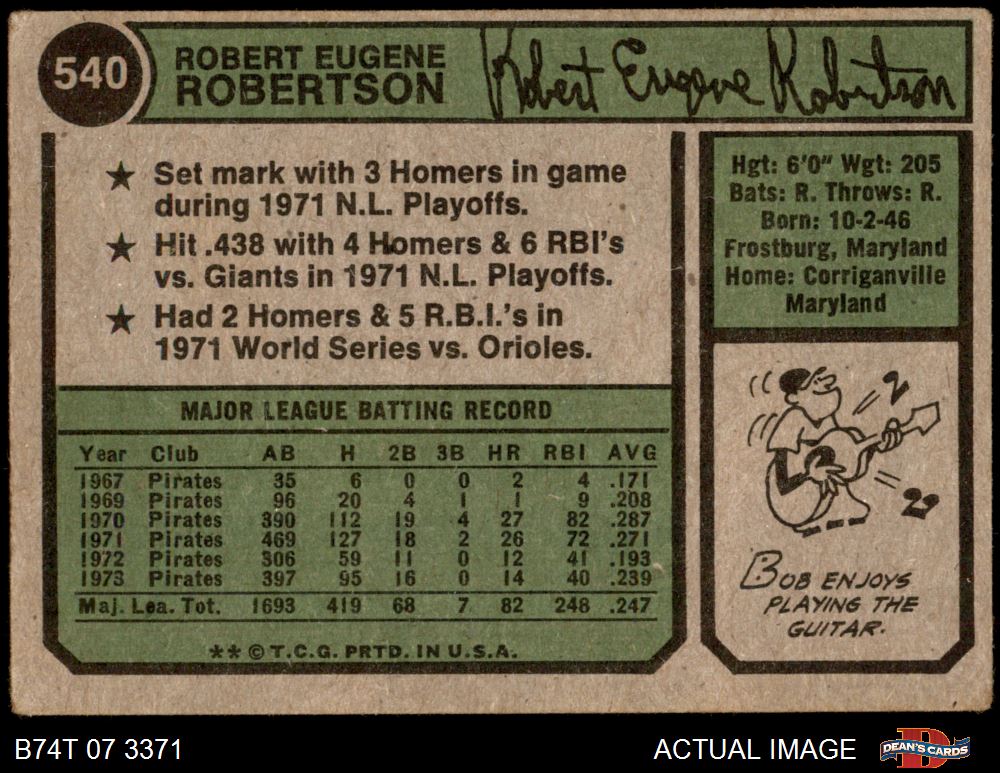 540
ROBERT EUGENE
ROBERTSON
Robert Eugene Robertson
★ Set mark with 3 Homers in game
during 1971 N.L. Playoffs.
★ Hit .438 with 4 Homers & 6 RBI's
vs. Giants in 1971 N.L. Playoffs.
★ Had 2 Homers & 5 R.B.I.'s in
1971 World Series vs. Orioles.
Hgt: 6'0" Wgt: 205
Bats: R. Throws: R.
Born: 10-2-46
Frostburg, Maryland
Home: Corriganville
Maryland
MAJOR LEAGUE BATTING RECORD
Year Club AB H 2B 3B HR RBI AVG
1967 Pirates 35 6 0 0 2 4 .171
1969 Pirates 96 20 4 1 1 9 .208
1970 Pirates 390 112 19 4 27 82 .287
1971 Pirates 469 127 18 2 26 72 .271
1972 Pirates 306 59 11 0 12 41 .193
1973 Pirates 397 95 16 0 14 40 .239
Maj. Lea. Tot. 1693 419 68 7 82 248 .247
** © T.C.G. PRTD. IN U.S.A.
BOB ENJOYS
PLAYING THE
GUITAR.
B74T 07 3371
ACTUAL IMAGE
DEAN'S CARDS